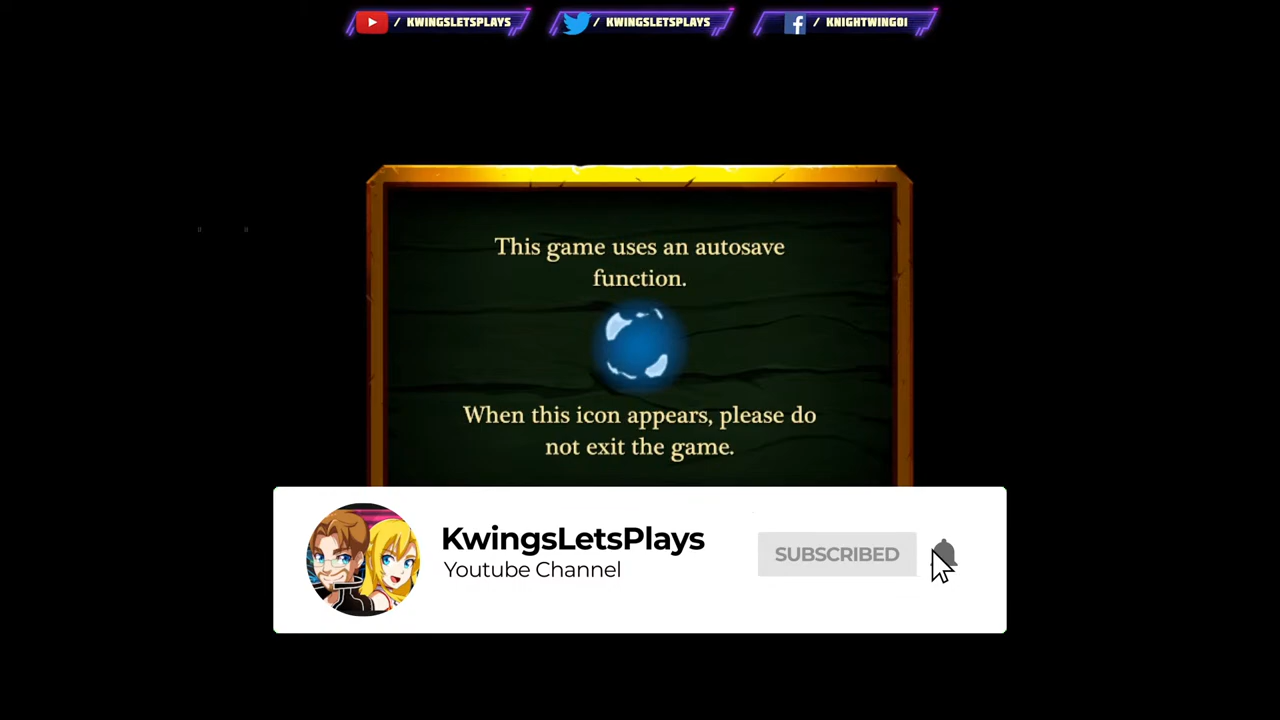 / KWINGSLETSPLAYS
/ KWINGSLETSPLAYS
/ KNIGHTWING01
This game uses an autosave
function.
When this icon appears, please do
not exit the game.
KwingsLetsPlays
Youtube Channel
SUBSCRIBED